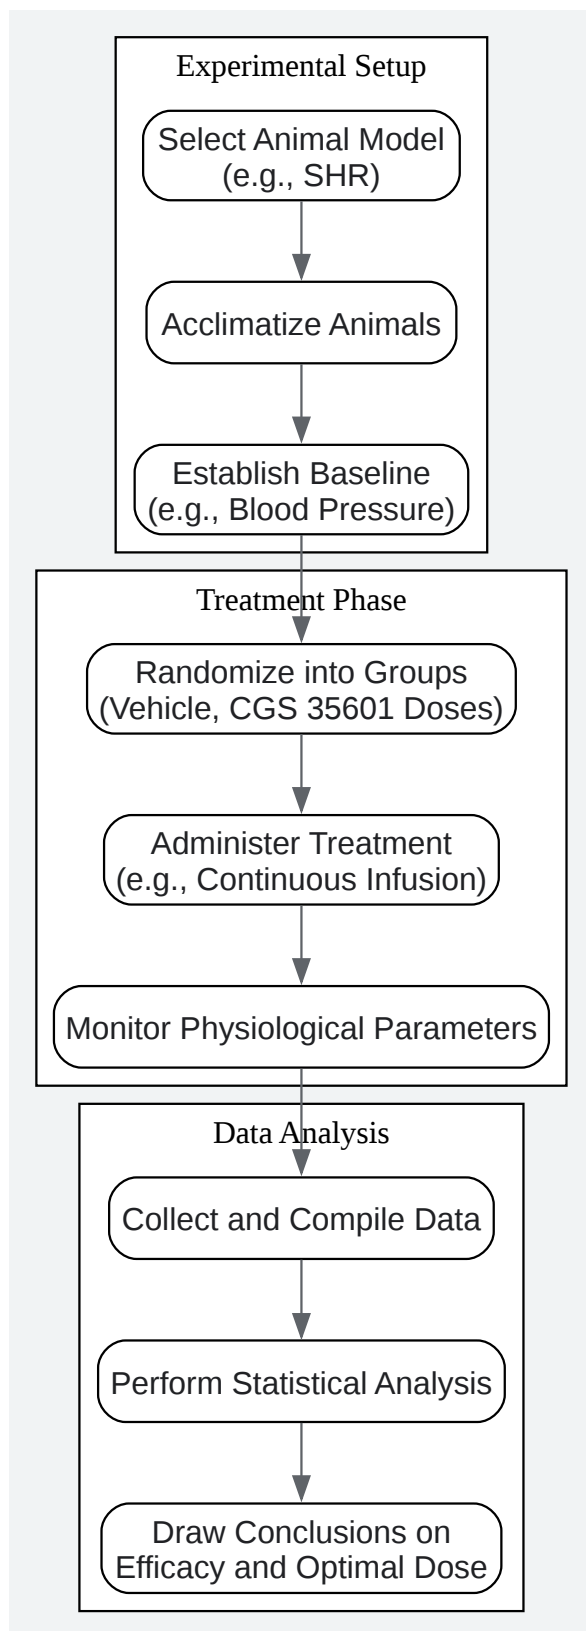 Experimental Setup
Select Animal Model
(e.g., SHR)
Acclimatize Animals
Establish Baseline
(e.g., Blood Pressure)
Treatment Phase
Randomize into Groups
(Vehicle, CGS 35601 Doses)
Administer Treatment
(e.g., Continuous Infusion)
Monitor Physiological Parameters
Data Analysis
Collect and Compile Data
Perform Statistical Analysis
Draw Conclusions on
Efficacy and Optimal Dose